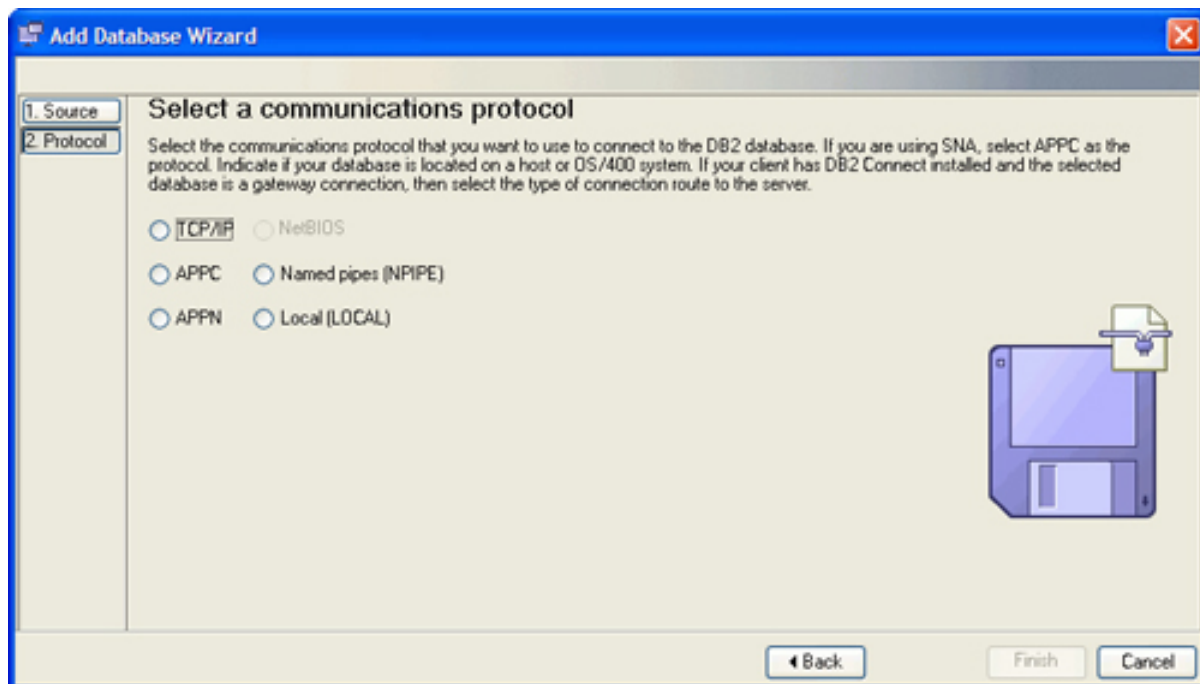 Add Database Wizard
1. Source
2. Protocol
Select a communications protocol
Select the communications protocol that you want to use to connect to the DB2 database. If you are using SNA, select APPC as the
protocol. Indicate if your database is located on a host or OS/400 system. If your client has DB2 Connect installed and the selected
database is a gateway connection, then select the type of connection route to the server.
TCP/IP NetBIOS
APPC Named pipes (NPIPE)
APPN Local (LOCAL)
Back Finish Cancel